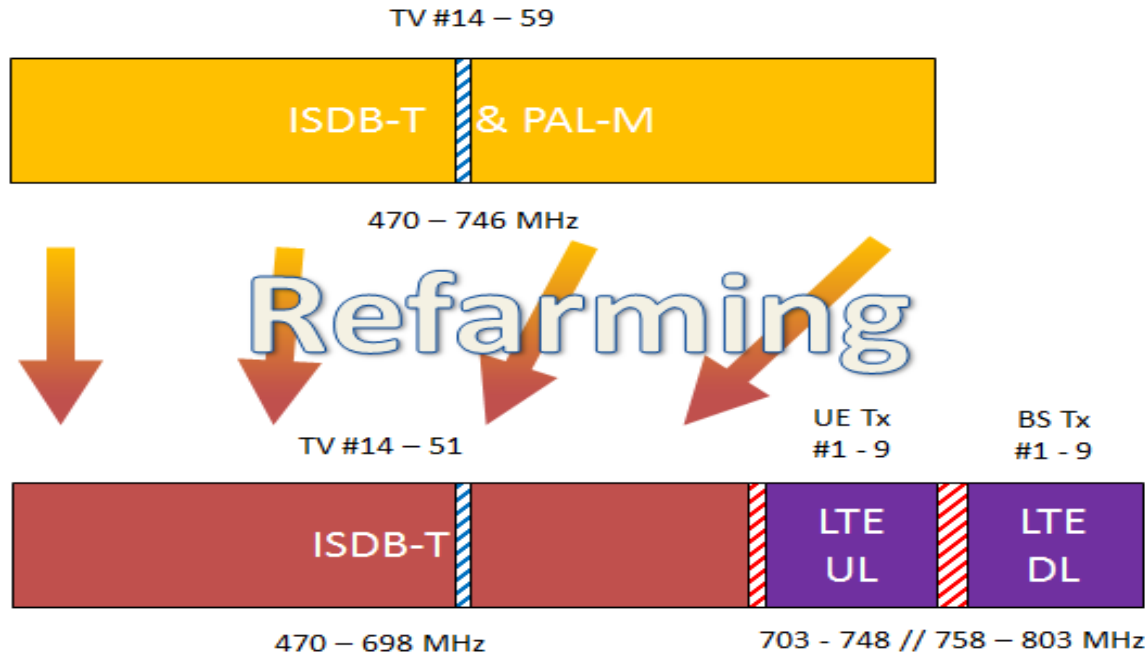 TV #14 – 59
ISDB-T & PAL-M
470 – 746 MHz
Refarming
TV #14 – 51
UE Tx
#1 - 9
BS Tx
#1 - 9
ISDB-T
LTE
UL
LTE
DL
470 – 698 MHz
703 - 748 // 758 – 803 MHz